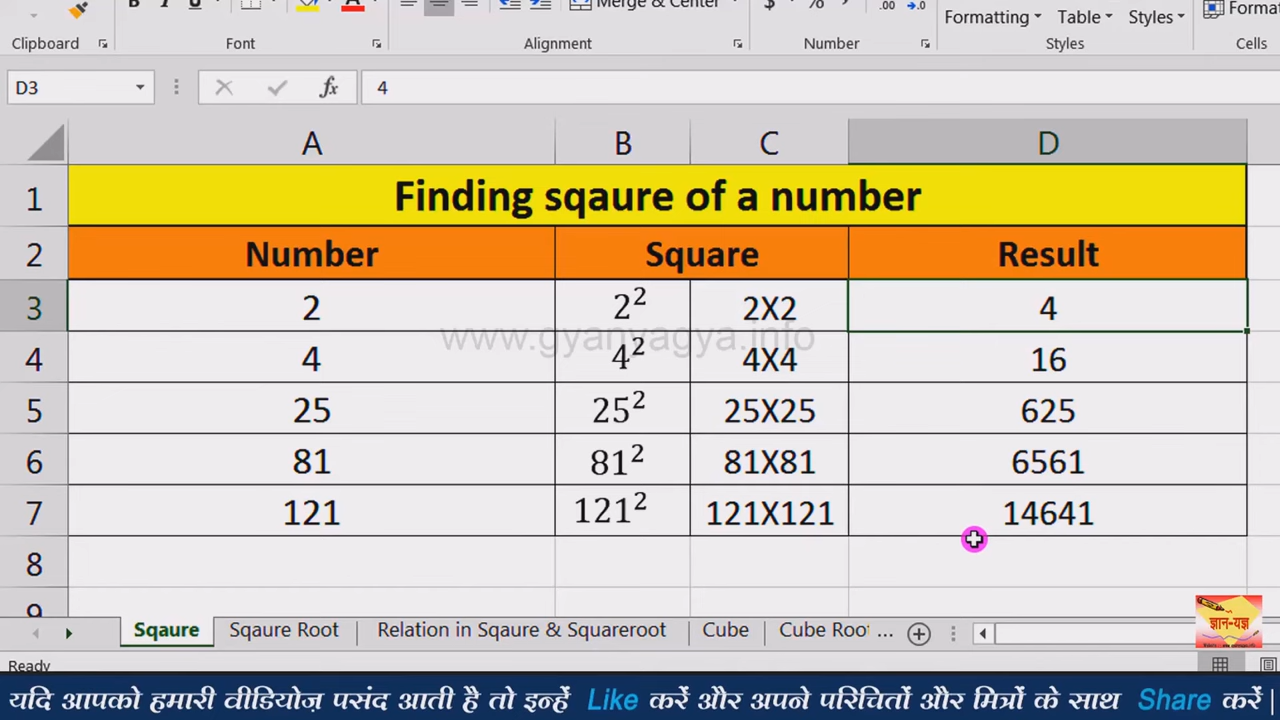 Merge & Center
$ %
.00 →.0
Formatting Table Styles Format
Clipboard Font Alignment Number Styles Cells
D3 fx 4
A B C D
1 Finding sqaure of a number
2 Number Square Result
3 2 2² 2X2 4
www.gyanyagya.info
4 4 4² 4X4 16
5 25 25² 25X25 625
6 81 81² 81X81 6561
7 121 121² 121X121 14641
8
9
Sqaure Sqaure Root Relation in Sqaure & Squareroot Cube Cube Root ...
ज्ञान-यज्ञ
Ready
यदि आपको हमारी वीडियोज़ पसंद आती है तो इन्हें Like करें और अपने परिचितों और मित्रों के साथ Share करें |